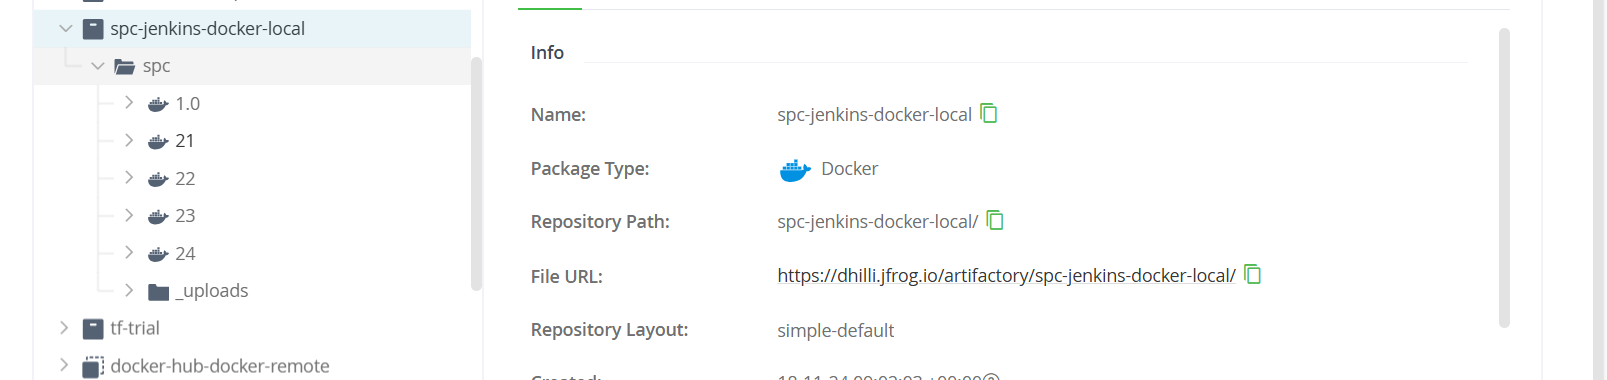 spc-jenkins-docker-local
spc
1.0
21
22
23
24
_uploads
tf-trial
docker-hub-docker-remote
Info
Name: spc-jenkins-docker-local
Package Type: Docker
Repository Path: spc-jenkins-docker-local/
File URL: https://dhilli.jfrog.io/artifactory/spc-jenkins-docker-local/
Repository Layout: simple-default